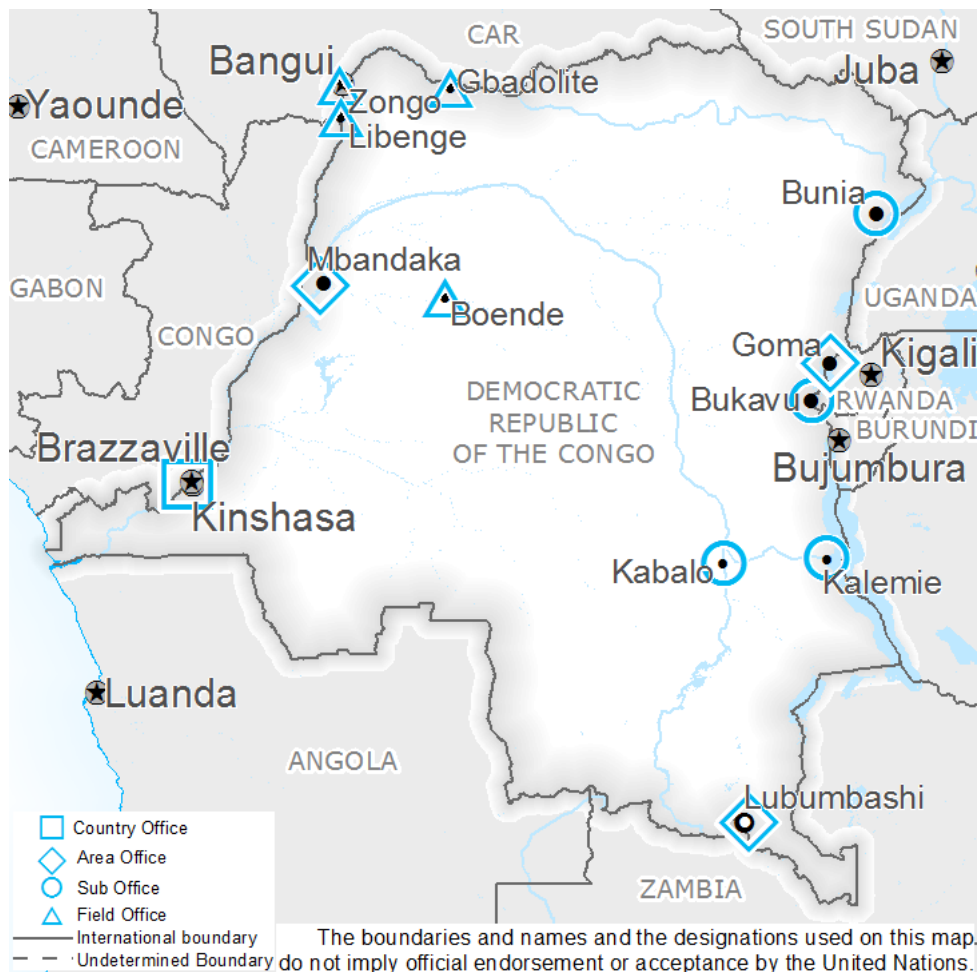 CAR
SOUTH SUDAN
Bangui
Gbadolite
Juba
Yaounde
Zongo
Libenge
CAMEROON
Bunia
Mbandaka
GABON
UGANDA
Boende
CONGO
Goma
Kigali
DEMOCRATIC
REPUBLIC
OF THE CONGO
Bukavu
RWANDA
BURUNDI
Brazzaville
Bujumbura
Kinshasa
Kabalo
Kalemie
Luanda
ANGOLA
Lubumbashi
ZAMBIA
Country Office
Area Office
Sub Office
Field Office
International boundary
Undetermined Boundary
The boundaries and names and the designations used on this map.
do not imply official endorsement or acceptance by the United Nations.